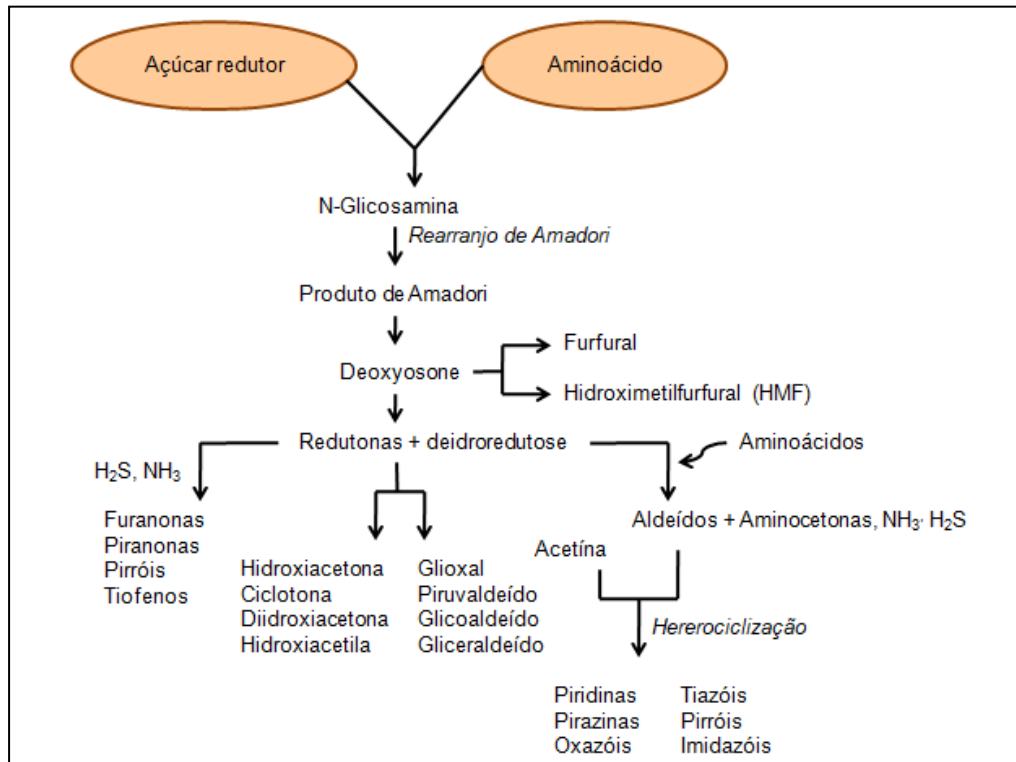 Açúcar redutor
Aminoácido
N-Glicosamina
Rearranjo de Amadori
Produto de Amadori
Furfural
Deoxyosone
Hidroximetilfurfural (HMF)
Redutonas + deidroredutose
Aminoácidos
H₂S, NH₃
Furanonas
Piranonas
Pirróis
Tiofenos
Hidroxiacetona
Ciclotona
Diidroxiacetona
Hidroxiacetila
Glioxal
Piruvaldeído
Glicoaldeído
Gliceraldeído
Aldeídos + Aminocetonas, NH₃, H₂S
Acetína
Hererociclização
Piridinas
Pirazinas
Oxazóis
Tiazóis
Pirróis
Imidazóis